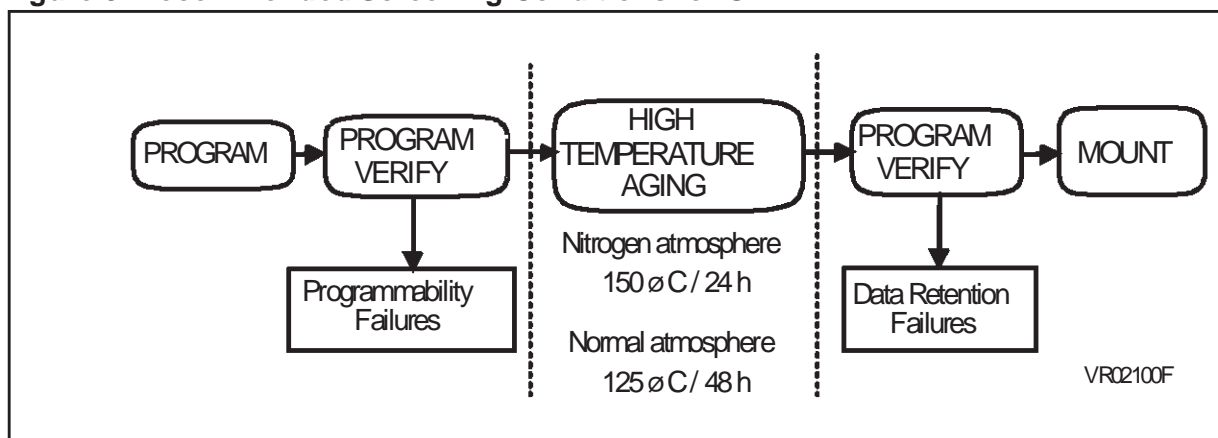 PROGRAM
PROGRAM
VERIFY
HIGH
TEMPERATURE
AGING
PROGRAM
VERIFY
MOUNT
Programmability
Failures
Nitrogen atmosphere
150 ø C / 24 h
Normal atmosphere
125 ø C / 48 h
Data Retention
Failures
VR02100F